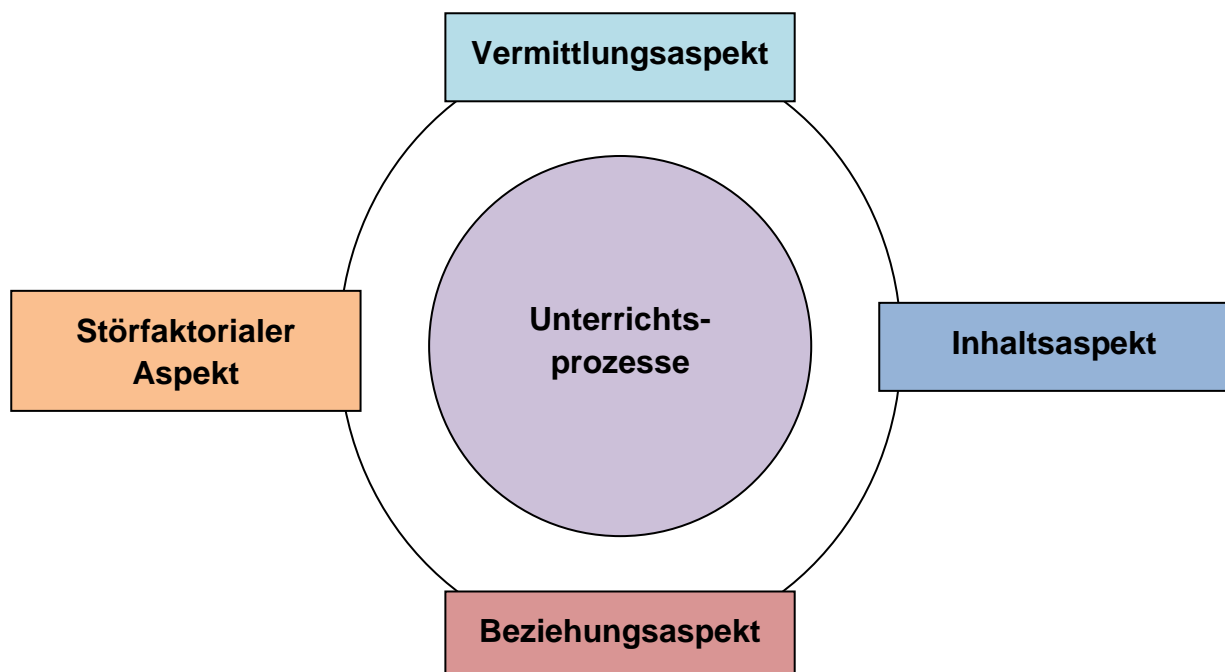 Vermittlungsaspekt
Störfaktorialer
Aspekt
Unterrichts-
prozesse
Inhaltsaspekt
Beziehungsaspekt